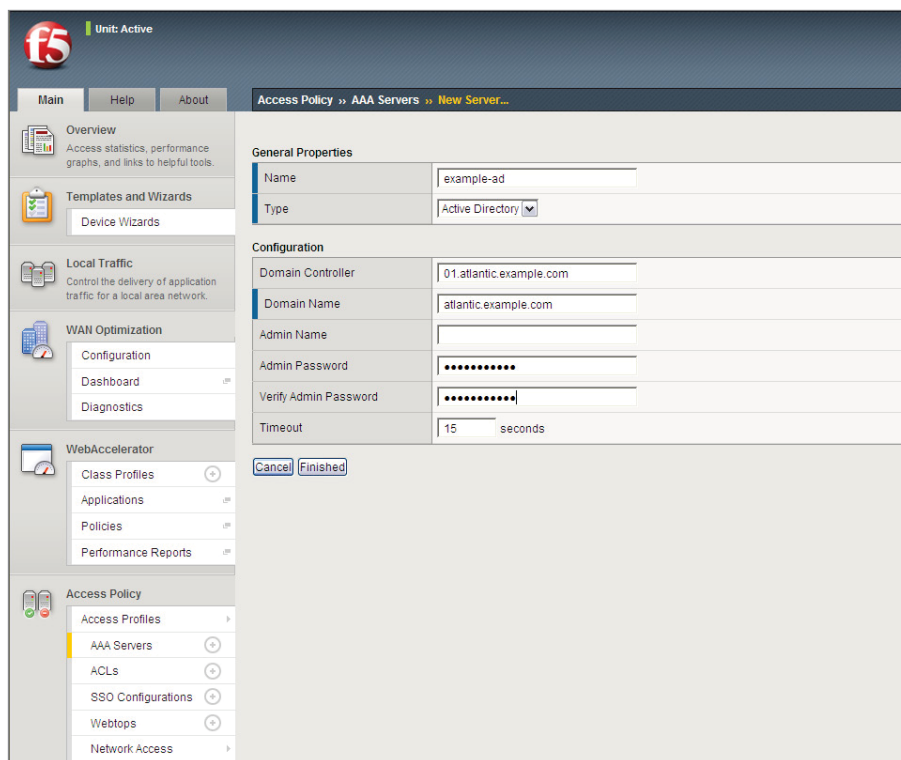 f5
Unit: Active
Main
Help
About
Access Policy ›› AAA Servers ›› New Server...
Overview
Access statistics, performance
graphs, and links to helpful tools.
Templates and Wizards
Device Wizards
Local Traffic
Control the delivery of application
traffic for a local area network.
WAN Optimization
Configuration
Dashboard
Diagnostics
WebAccelerator
Class Profiles
Applications
Policies
Performance Reports
Access Policy
Access Profiles
AAA Servers
ACLs
SSO Configurations
Webtops
Network Access
General Properties
Name example-ad
Type Active Directory
Configuration
Domain Controller 01.atlantic.example.com
Domain Name atlantic.example.com
Admin Name
Admin Password •••••••••••
Verify Admin Password •••••••••••
Timeout 15 seconds
Cancel Finished